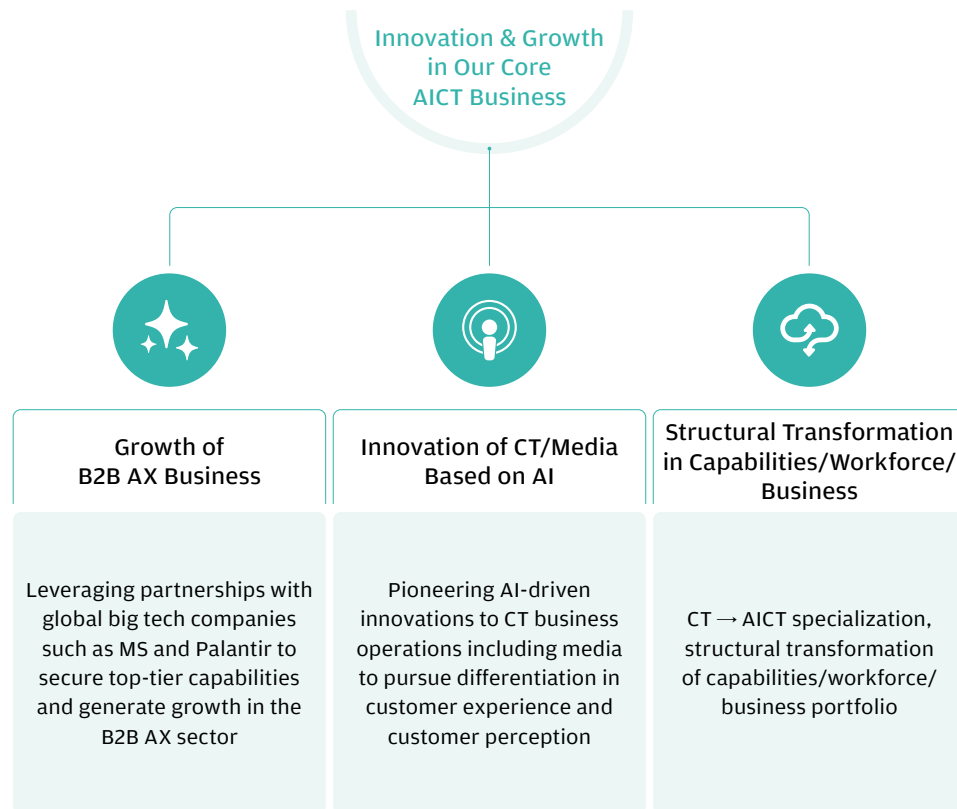 Innovation & Growth
in Our Core
AICT Business
Growth of
B2B AX Business
Leveraging partnerships with
global big tech companies
such as MS and Palantir to
secure top-tier capabilities
and generate growth in the
B2B AX sector
Innovation of CT/Media
Based on AI
Pioneering AI-driven
innovations to CT business
operations including media
to pursue differentiation in
customer experience and
customer perception
Structural Transformation
in Capabilities/Workforce/
Business
CT → AICT specialization,
structural transformation
of capabilities/workforce/
business portfolio